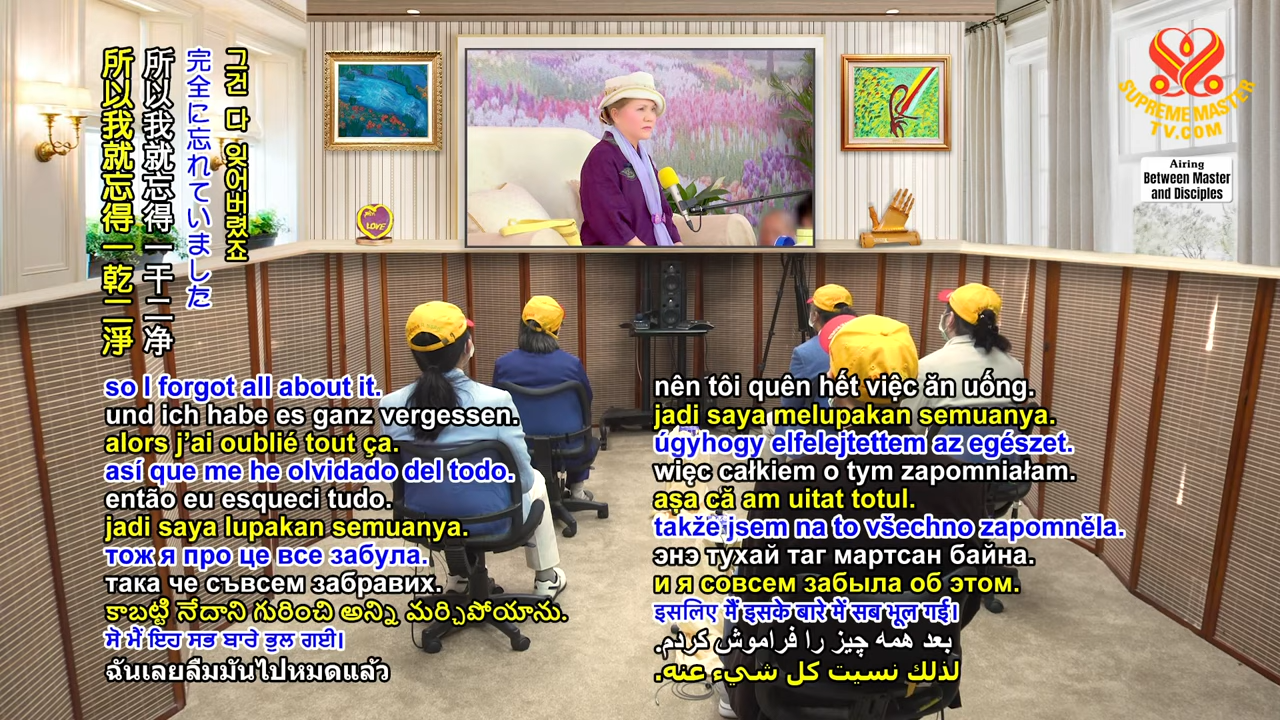 그건 다 잊어버렸죠
完全に忘れていました
所以我就忘得一干二净
所以我就忘得一乾二淨
SUPREME MASTER
TV.COM
Airing
Between Master
and Disciples
LOVE
so I forgot all about it.
und ich habe es ganz vergessen.
alors j’ai oublié tout ça.
así que me he olvidado del todo.
então eu esqueci tudo.
jadi saya lupakan semuanya.
тож я про це все забула.
така че съвсем забравих.
కాబట్టి నేదాని గురించి అన్ని మర్చిపోయాను.
ਸੋ ਮੈਂ ਇਹ ਸਭ ਬਾਰੇ ਭੁਲ ਗਈ।
ฉันเลยลืมมันไปหมดแล้ว
nên tôi quên hết việc ăn uống.
jadi saya melupakan semuanya.
úgyhogy elfelejtettem az egészet.
więc całkiem o tym zapomniałam.
așa că am uitat totul.
takže jsem na to všechno zapomněla.
энэ тухай таг мартсан байна.
и я совсем забыла об этом.
इसलिए मैं इसके बारे में सब भूल गई।
بعد همه چیز را فراموش کردم.
لذلك نسيت كل شيء عنه.